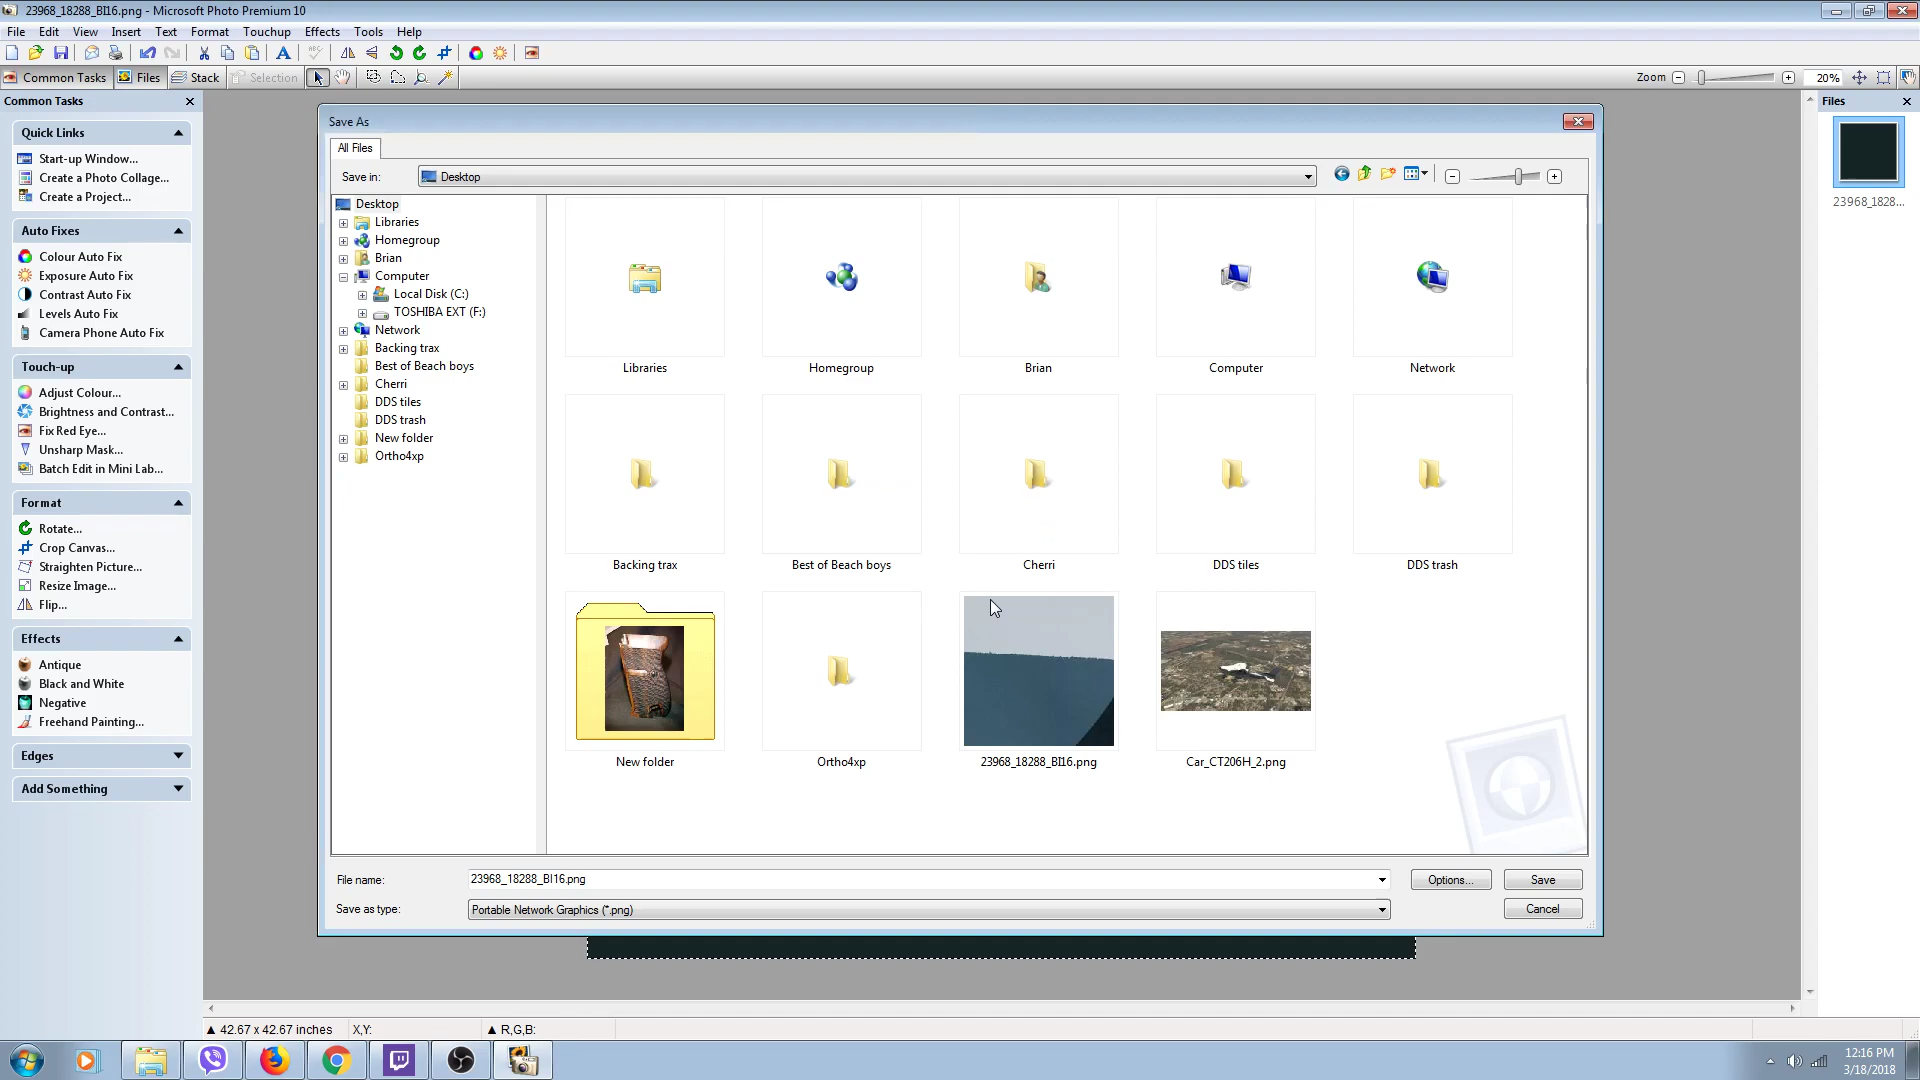 23968_18288_BI16.png - Microsoft Photo Premium 10
File Edit View Insert Text Format Touchup Effects Tools Help
Common Tasks Files Stack Selection Zoom 20%
Common Tasks
Quick Links
Start-up Window...
Create a Photo Collage...
Create a Project...
Auto Fixes
Colour Auto Fix
Exposure Auto Fix
Contrast Auto Fix
Levels Auto Fix
Camera Phone Auto Fix
Touch-up
Adjust Colour...
Brightness and Contrast...
Fix Red Eye...
Unsharp Mask...
Batch Edit in Mini Lab...
Format
Rotate...
Crop Canvas...
Straighten Picture...
Resize Image...
Flip...
Effects
Antique
Black and White
Negative
Freehand Painting...
Edges
Add Something
Save As
All Files
Save in: Desktop
Desktop
Libraries
Homegroup
Brian
Computer
Local Disk (C:)
TOSHIBA EXT (F:)
Network
Backing trax
Best of Beach boys
Cherri
DDS tiles
DDS trash
New folder
Ortho4xp
Libraries Homegroup Brian Computer Network
Backing trax Best of Beach boys Cherri DDS tiles DDS trash
New folder Ortho4xp 23968_18288_BI16.png Car_CT206H_2.png
File name: 23968_18288_BI16.png Options... Save
Save as type: Portable Network Graphics (*.png) Cancel
Files
23968_1828...
42.67 x 42.67 inches X,Y: R,G,B:
12:16 PM
3/18/2018